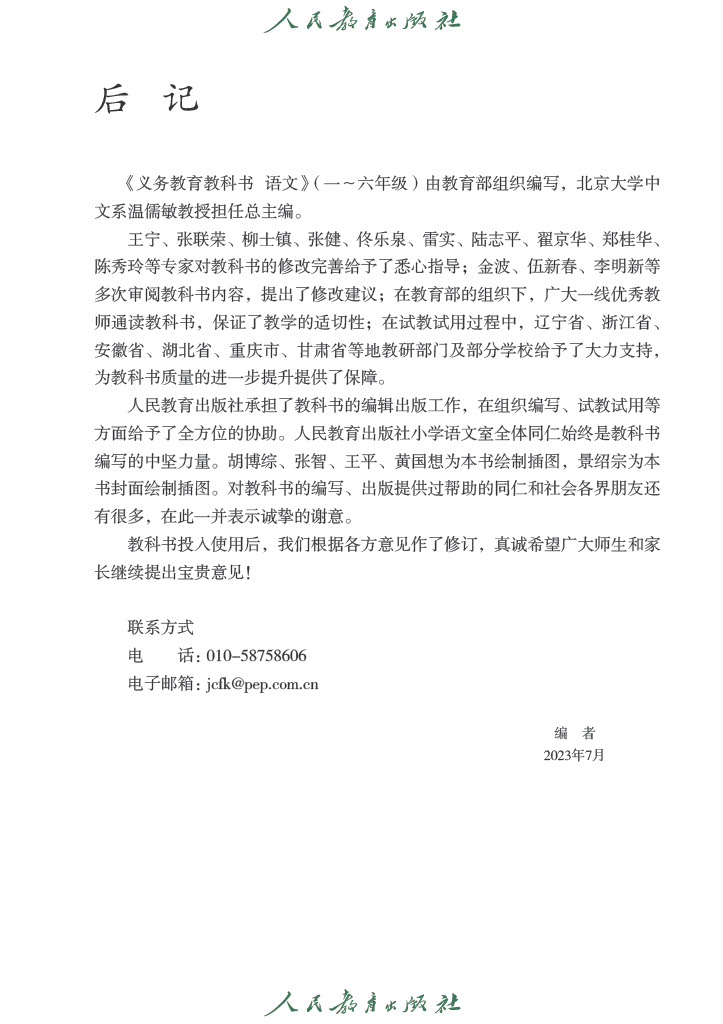 人民教育出版社
后 记
《义务教育教科书 语文》(一～六年级)由教育部组织编写，北京大学中
文系温儒敏教授担任总主编。
王宁、张联荣、柳士镇、张健、佟乐泉、雷实、陆志平、翟京华、郑桂华、
陈秀玲等专家对教科书的修改完善给予了悉心指导；金波、伍新春、李明新等
多次审阅教科书内容，提出了修改建议；在教育部的组织下，广大一线优秀教
师通读教科书，保证了教学的适切性；在试教试用过程中，辽宁省、浙江省、
安徽省、湖北省、重庆市、甘肃省等地教研部门及部分学校给予了大力支持，
为教科书质量的进一步提升提供了保障。
人民教育出版社承担了教科书的编辑出版工作，在组织编写、试教试用等
方面给予了全方位的协助。人民教育出版社小学语文室全体同仁始终是教科书
编写的中坚力量。胡博综、张智、王平、黄国想为本书绘制插图，景绍宗为本
书封面绘制插图。对教科书的编写、出版提供过帮助的同仁和社会各界朋友还
有很多，在此一并表示诚挚的谢意。
教科书投入使用后，我们根据各方意见作了修订，真诚希望广大师生和家
长继续提出宝贵意见！
联系方式
电 话：010-58758606
电子邮箱：jcfk@pep.com.cn
编 者
2023年7月
人民教育出版社